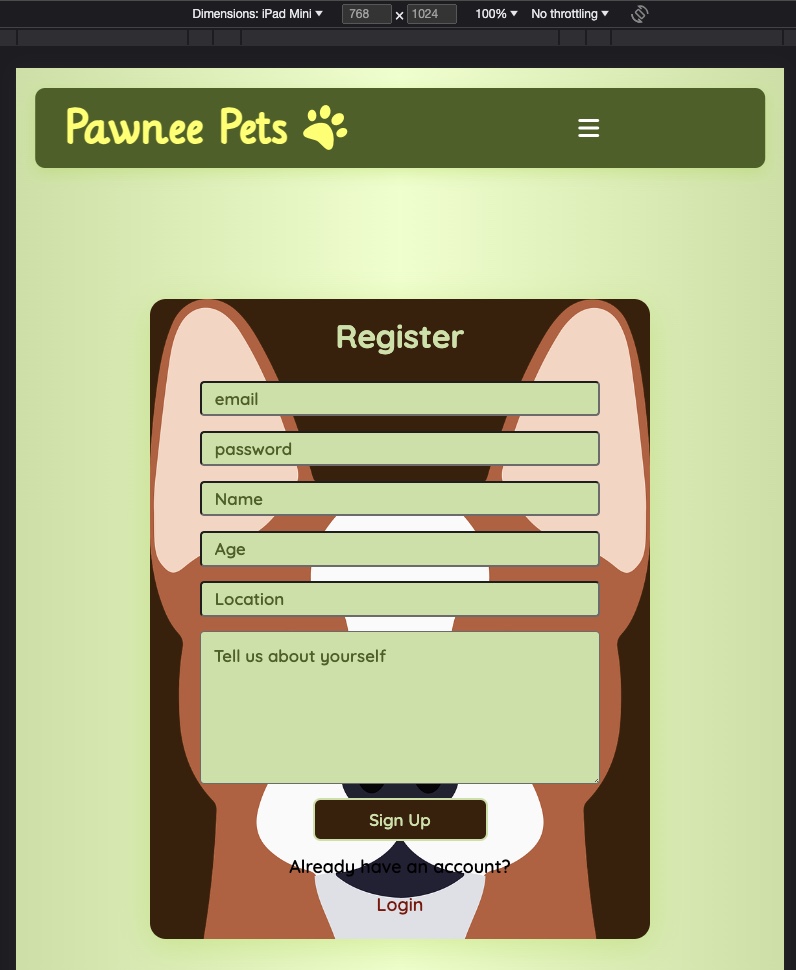 Dimensions: iPad Mini ▼ 768 × 1024 100% ▼ No throttling ▼
Pawnee Pets
Register
email
password
Name
Age
Location
Tell us about yourself
Sign Up
Already have an account?
Login